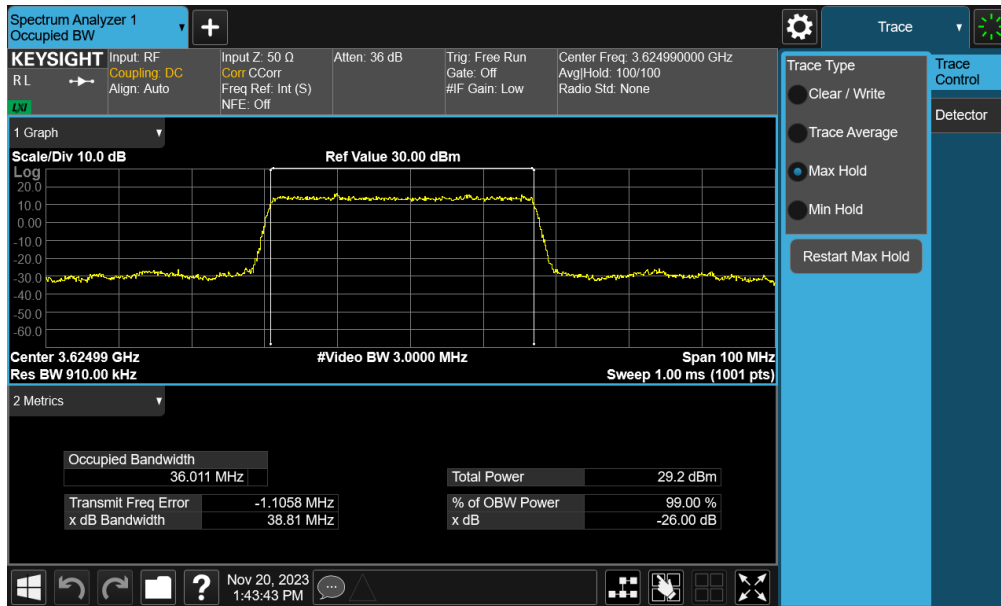 Spectrum Analyzer 1
Occupied BW
+
Trace
KEYSIGHT
R L
LXI
Input: RF
Coupling: DC
Align: Auto
Input Z: 50 Ω
Corr CCorr
Freq Ref: Int (S)
NFE: Off
Atten: 36 dB
Trig: Free Run
Gate: Off
#IF Gain: Low
Center Freq: 3.624990000 GHz
Avg|Hold: 100/100
Radio Std: None
Trace Type
Clear / Write
Trace Average
Max Hold
Min Hold
Restart Max Hold
Trace
Control
Detector
1 Graph
Scale/Div 10.0 dB
Ref Value 30.00 dBm
Log
20.0
10.0
0.00
-10.0
-20.0
-30.0
-40.0
-50.0
-60.0
Center 3.62499 GHz
#Video BW 3.0000 MHz
Span 100 MHz
Res BW 910.00 kHz
Sweep 1.00 ms (1001 pts)
2 Metrics
Occupied Bandwidth
36.011 MHz
Total Power 29.2 dBm
Transmit Freq Error -1.1058 MHz
% of OBW Power 99.00 %
x dB Bandwidth 38.81 MHz
x dB -26.00 dB
?
Nov 20, 2023
1:43:43 PM